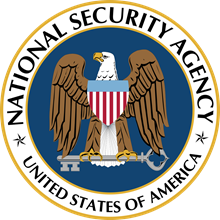 NATIONAL SECURITY AGENCY
UNITED STATES OF AMERICA